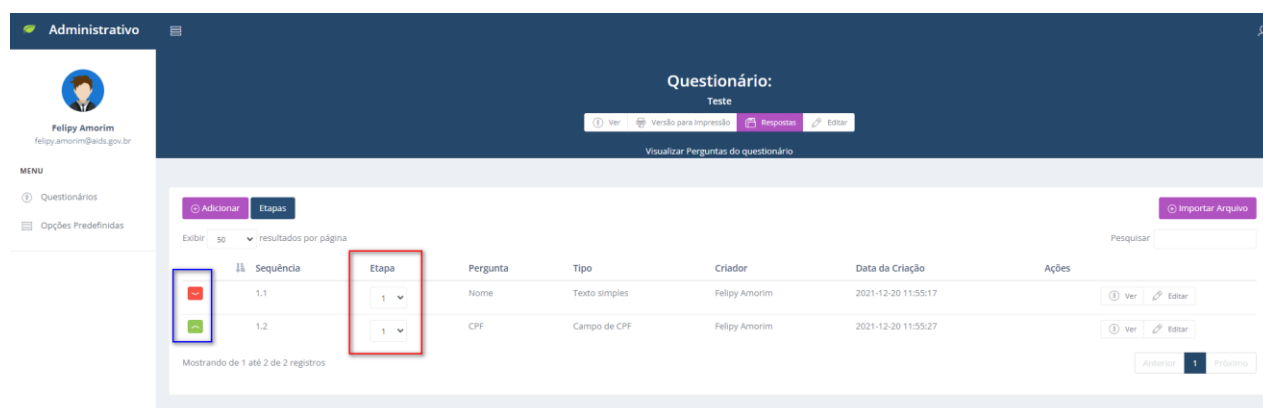 Administrativo
Felipy Amorim
felipy.amorim@aids.gov.br
MENU
Questionários
Opções Predefinidas
Questionário:
Teste
Ver Versão para Impressão Respostas Editar
Visualizar Perguntas do questionário
Adicionar Etapas Importar Arquivo
Exibir 50 resultados por página Pesquisar
Sequência Etapa Pergunta Tipo Criador Data da Criação Ações
1.1 1 Nome Texto simples Felipy Amorim 2021-12-20 11:55:17 Ver Editar
1.2 1 CPF Campo de CPF Felipy Amorim 2021-12-20 11:55:27 Ver Editar
Mostrando de 1 até 2 de 2 registros Anterior 1 Próximo